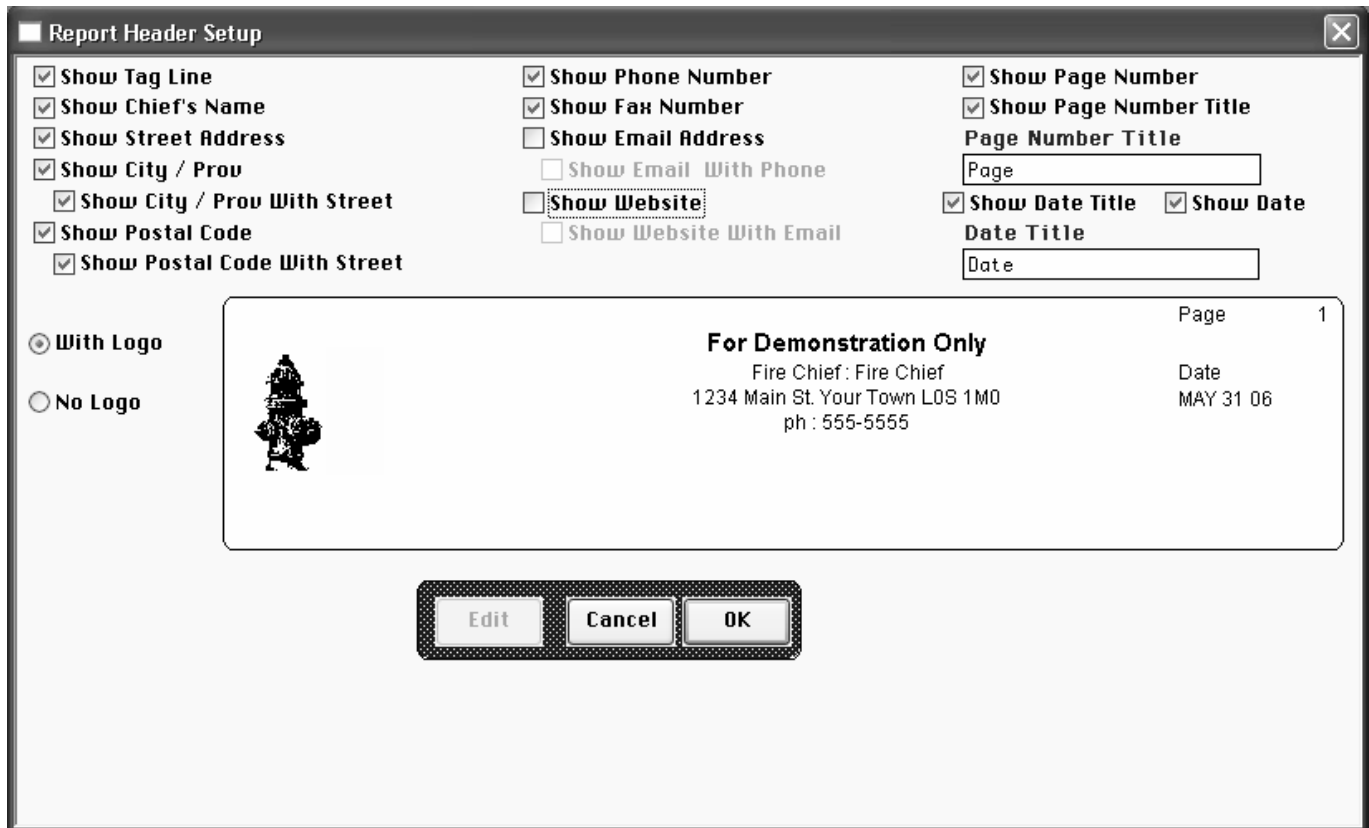 Report Header Setup
Show Tag Line
Show Chief's Name
Show Street Address
Show City / Prov
Show City / Prov With Street
Show Postal Code
Show Postal Code With Street
Show Phone Number
Show Fax Number
Show Email Address
Show Email With Phone
Show Website
Show Website With Email
Show Page Number
Show Page Number Title
Page Number Title
Page
Show Date Title
Show Date
Date Title
Date
With Logo
No Logo
Page 1
For Demonstration Only
Fire Chief : Fire Chief
1234 Main St. Your Town L0S 1M0
ph : 555-5555
Date
MAY 31 06
Edit
Cancel
OK